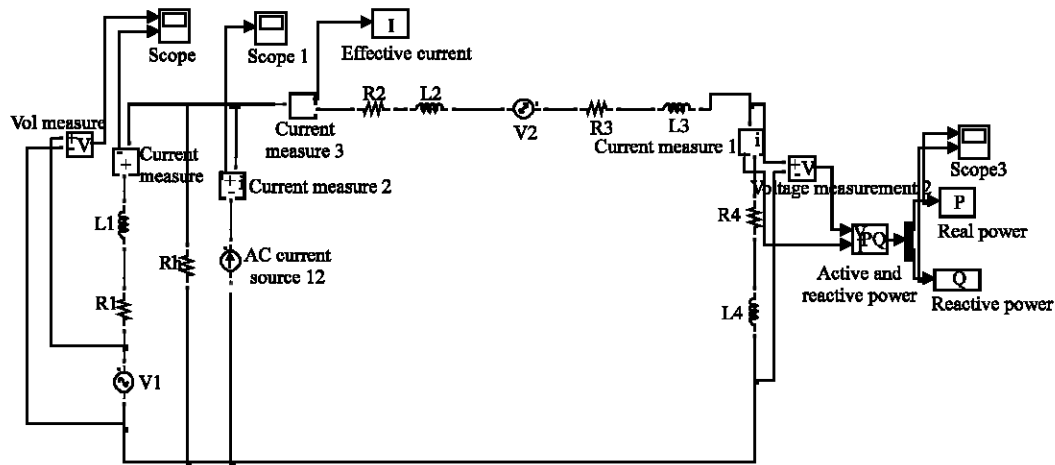 Scope
Scope 1
I
Effective current
R2
L2
V2
R3
L3
Vol measure
+V
-
Current
measure
+
-
Current
measure 3
Current measure 1
i
Current measure 2
+ i
-
+V
-
Voltage measurement 2
Scope3
L1
Rh
AC current
source 12
R1
V1
R4
L4
V
I
PQ
Active and
reactive power
P
Real power
Q
Reactive power